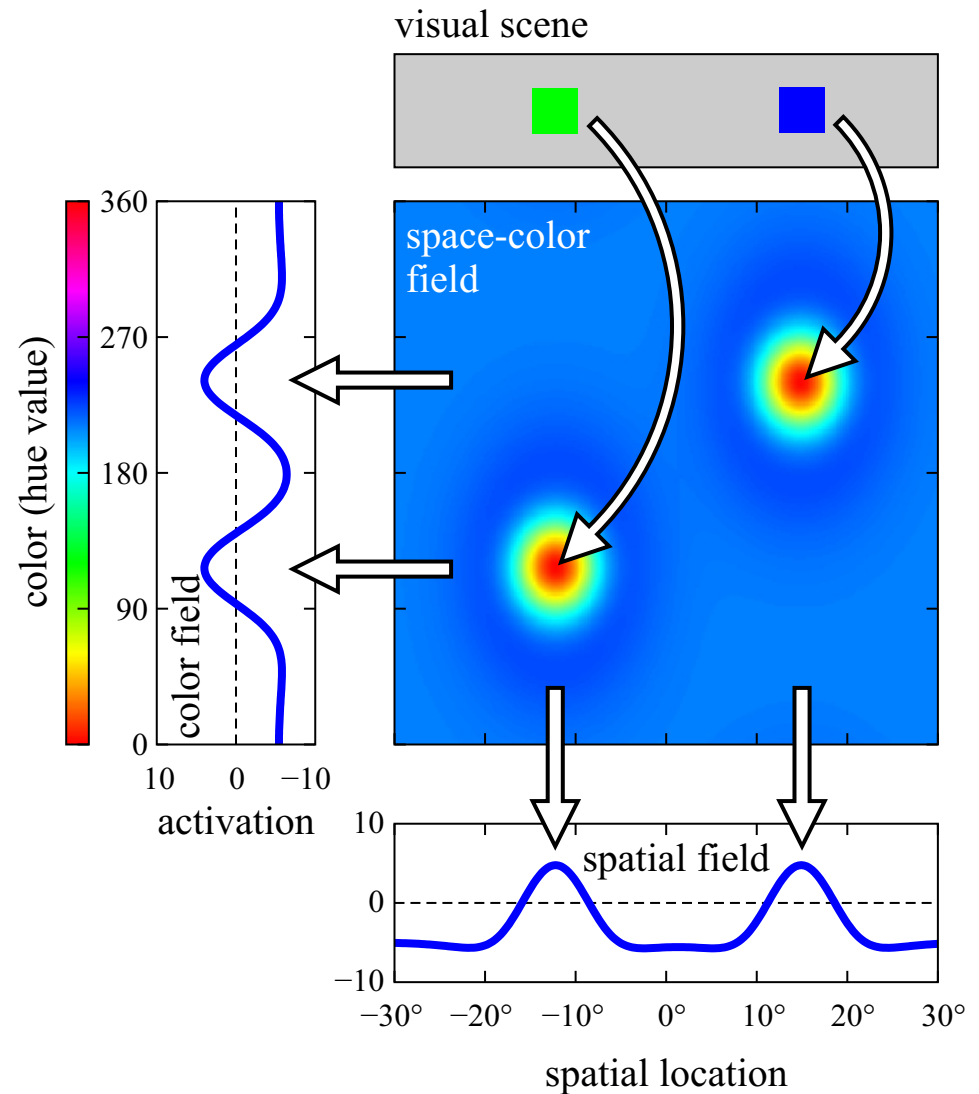 visual scene
space-color
field
360
270
180
90
0
color (hue value)
color field
10 0 −10
activation
spatial field
10
0
−10
−30° −20° −10° 0° 10° 20° 30°
spatial location